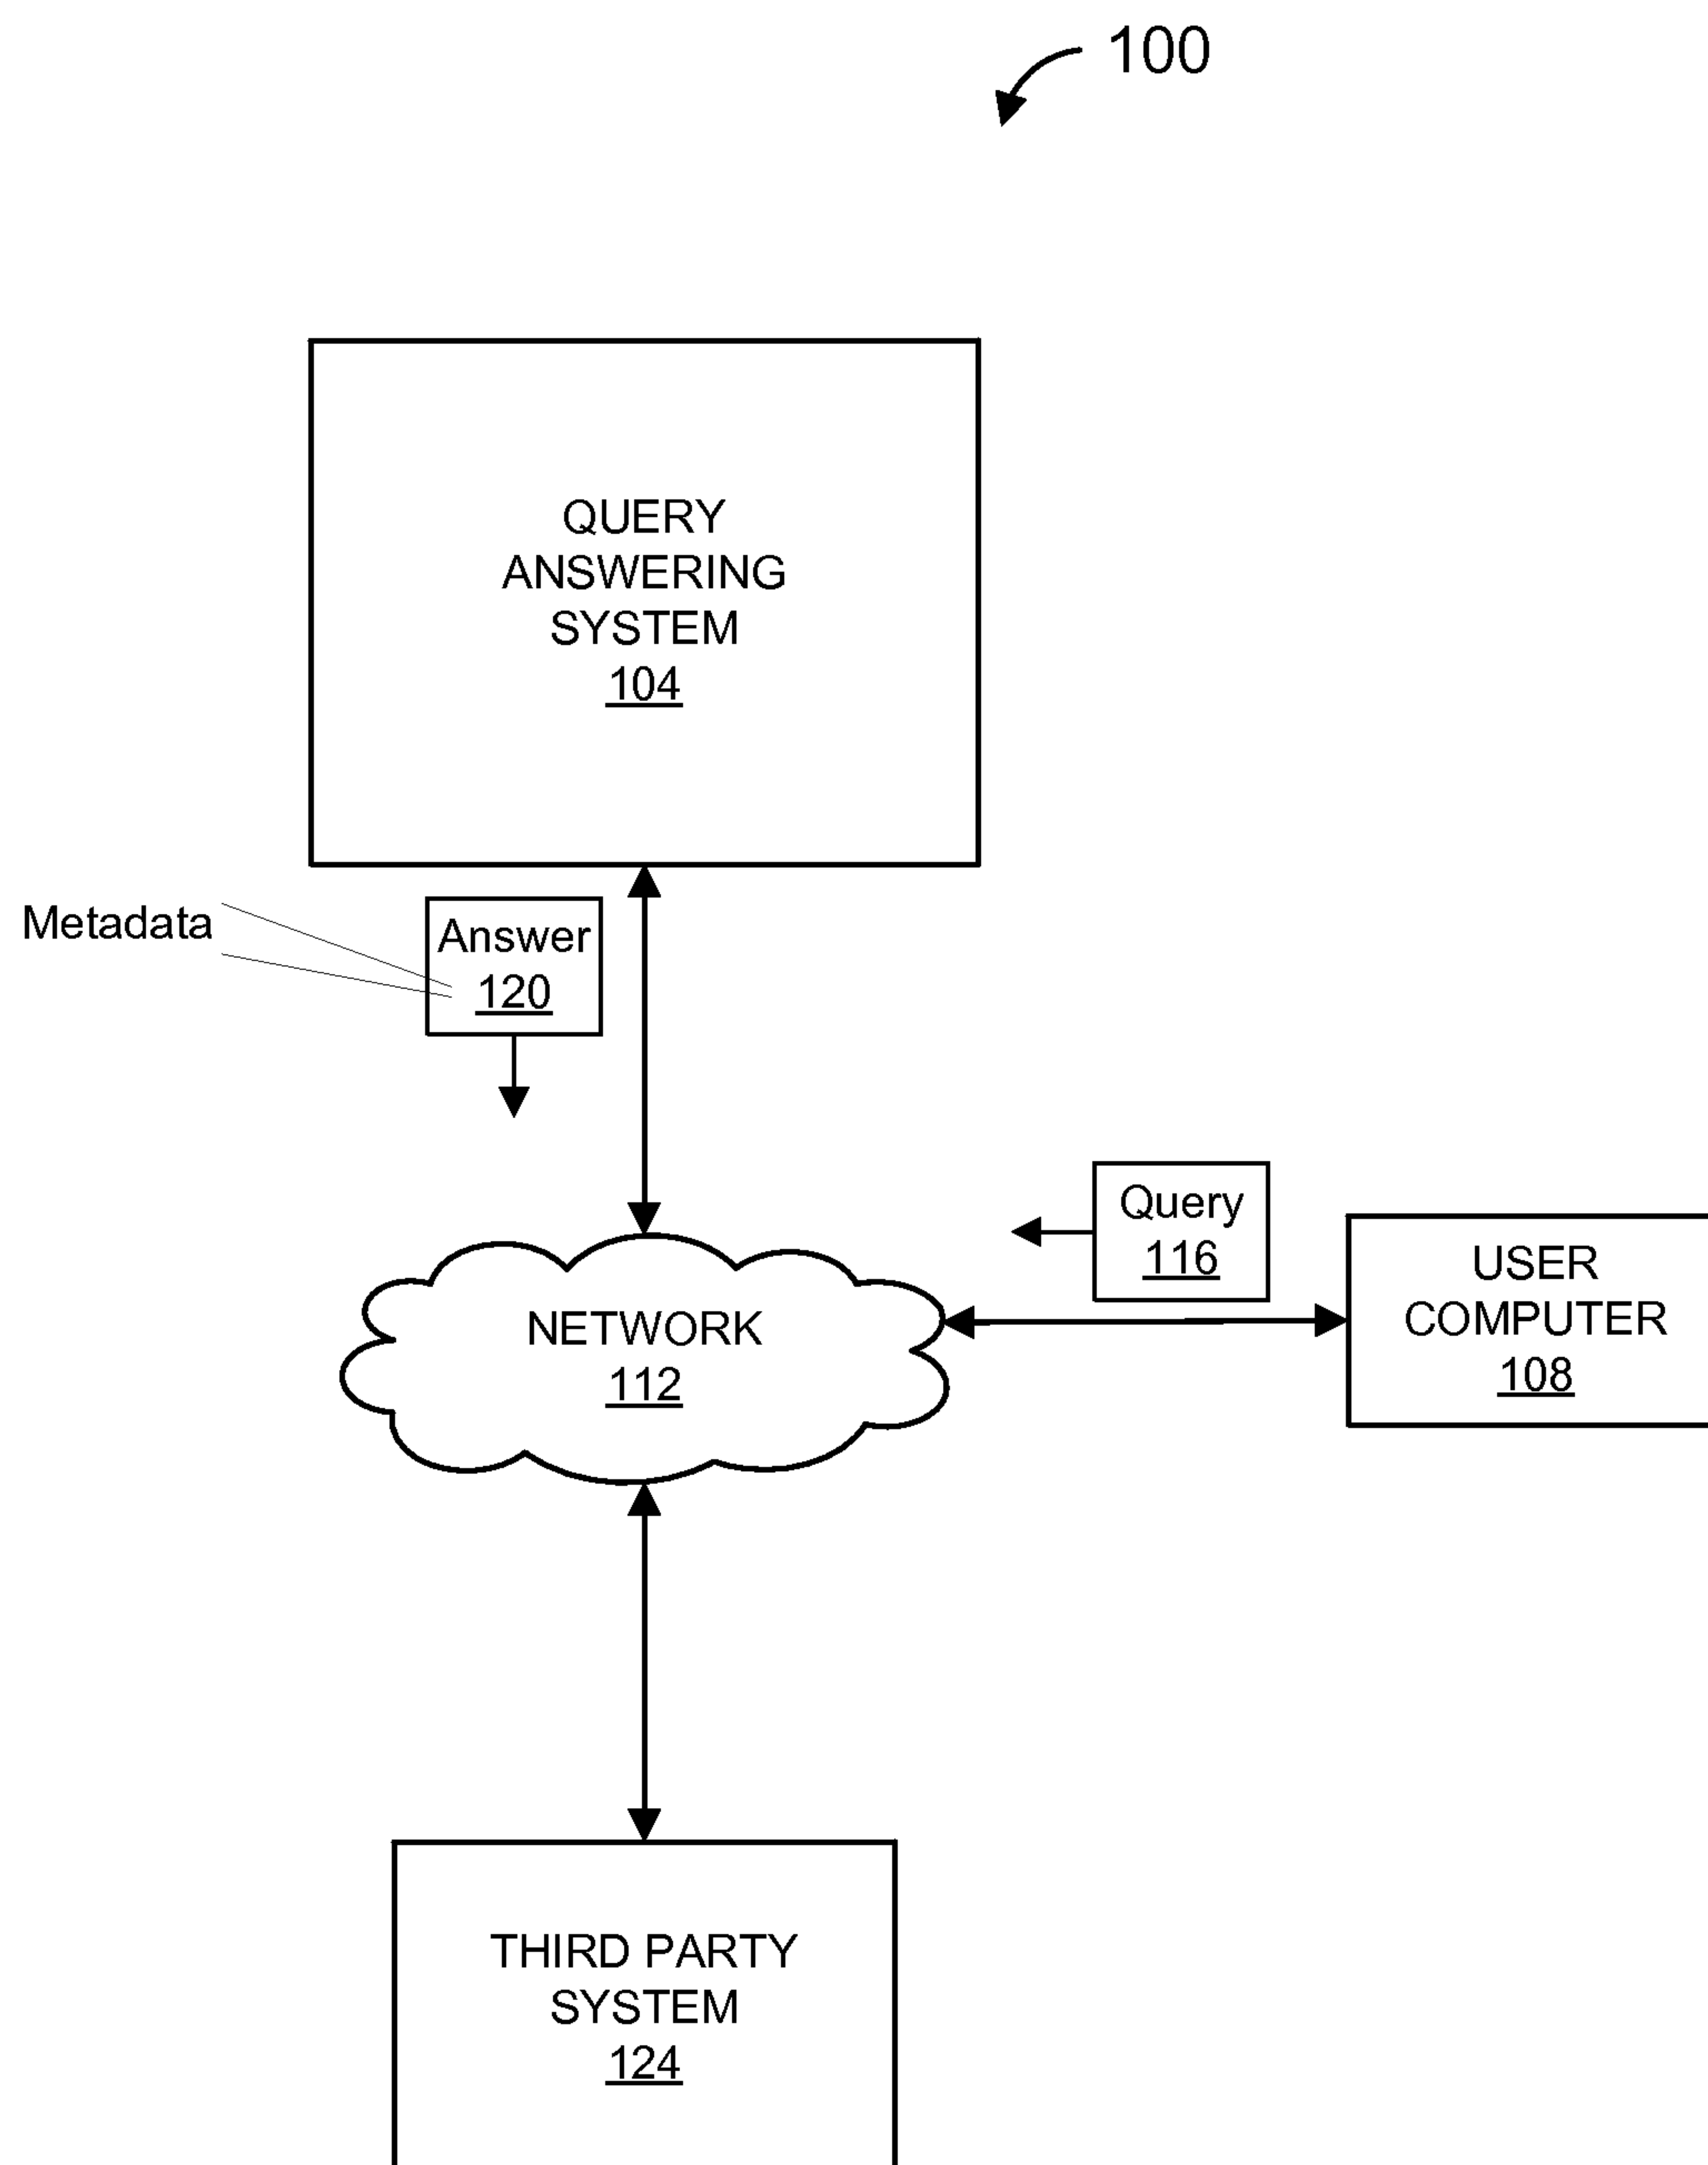 100
QUERY
ANSWERING
SYSTEM
104
Metadata
Answer
120
Query
116
USER
COMPUTER
108
NETWORK
112
THIRD PARTY
SYSTEM
124